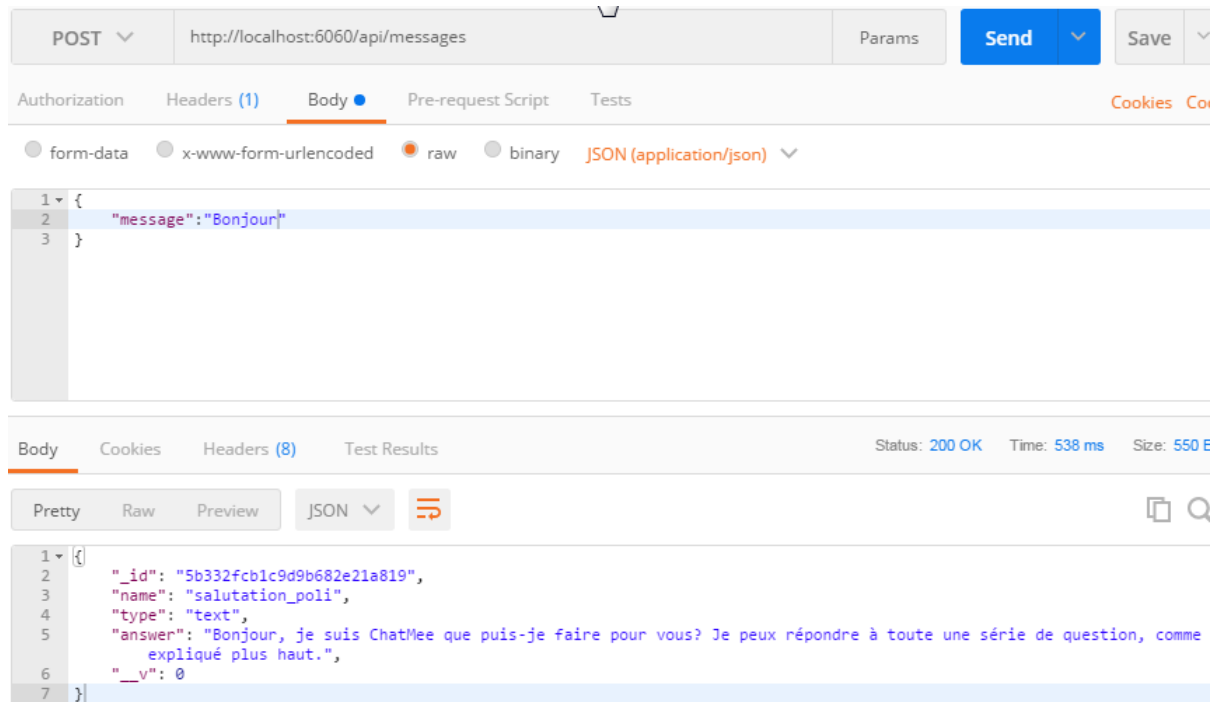 POST http://localhost:6060/api/messages Params Send Save
Authorization Headers (1) Body Pre-request Script Tests Cookies
form-data x-www-form-urlencoded raw binary JSON (application/json)
1 {
2 "message":"Bonjour"
3 }
Body Cookies Headers (8) Test Results Status: 200 OK Time: 538 ms Size: 550
Pretty Raw Preview JSON
1 {
2 "_id": "5b332fcb1c9d9b682e21a819",
3 "name": "salutation_poli",
4 "type": "text",
5 "answer": "Bonjour, je suis ChatMee que puis-je faire pour vous? Je peux répondre à toute une série de question, comme
expliqué plus haut.",
6 "__v": 0
7 }